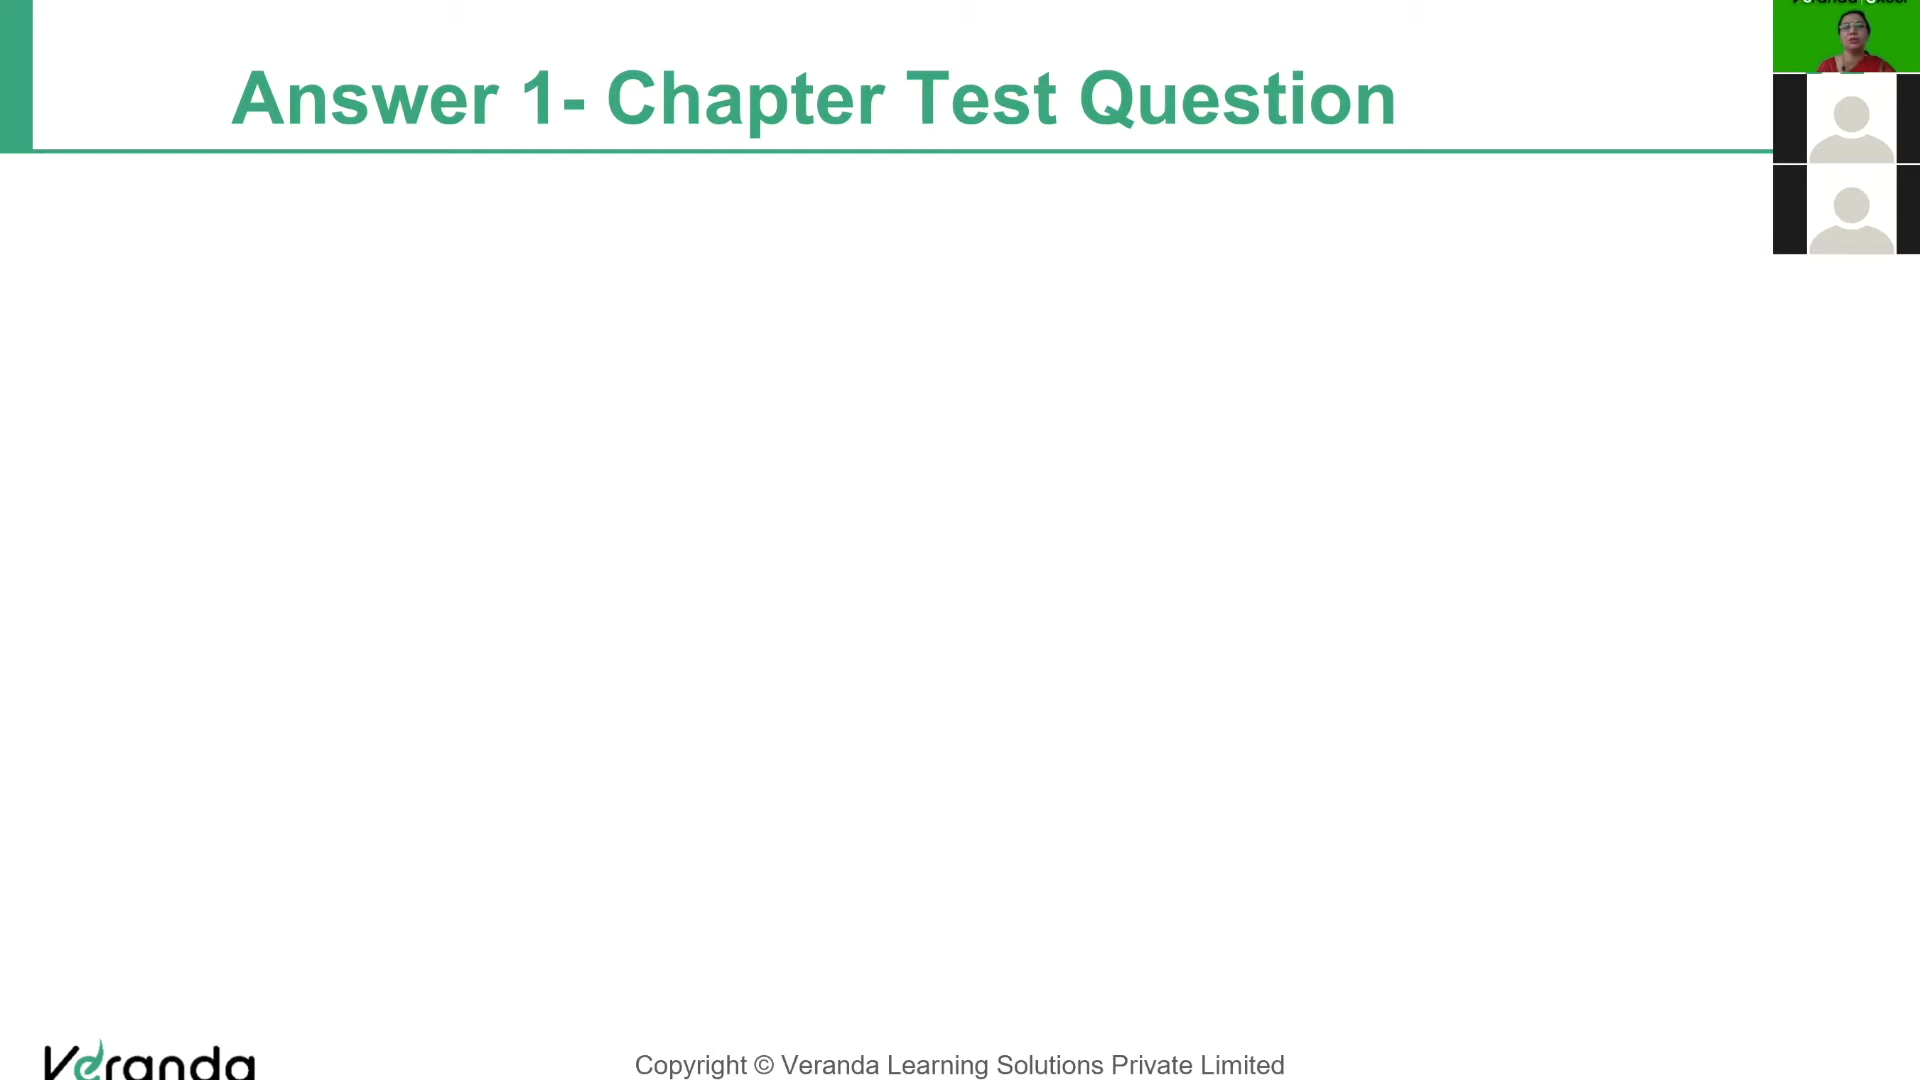 Answer 1- Chapter Test Question
Veranda
Copyright © Veranda Learning Solutions Private Limited